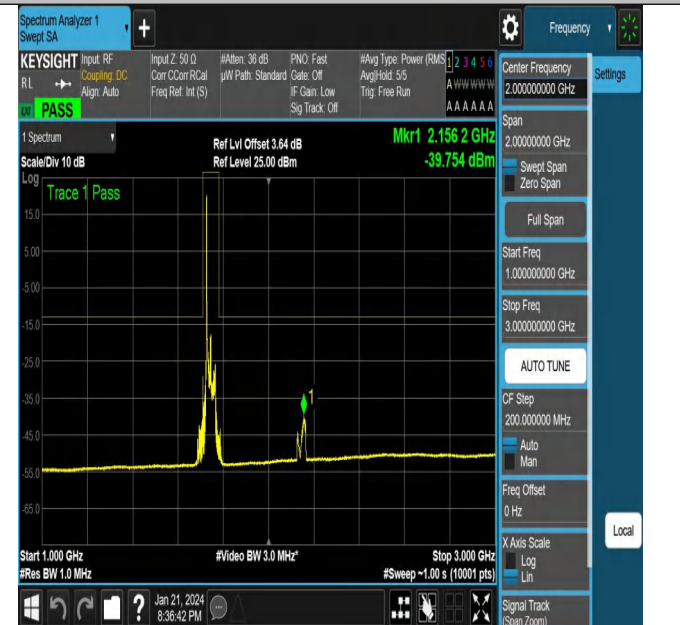 Spectrum Analyzer 1
Swept SA
+
Frequency
KEYSIGHT
RL
Input: RF
Coupling: DC
Align: Auto
Input Z: 50 Ω
Corr CCorr RCal
Freq Ref: Int (S)
#Atten: 36 dB
µW Path: Standard
PNO: Fast
Gate: Off
IF Gain: Low
Sig Track: Off
#Avg Type: Power (RMS
Avg|Hold: 5/5
Trig: Free Run
1 2 3 4 5 6
A W W W W W
A A A A A A
PASS
1 Spectrum
Scale/Div 10 dB
Ref Lvl Offset 3.64 dB
Ref Level 25.00 dBm
Mkr1 2.156 2 GHz
-39.754 dBm
Log
Trace 1 Pass
15.0
5.00
-5.00
-15.0
-25.0
-35.0
-45.0
-55.0
-65.0
1
Start 1.000 GHz
#Res BW 1.0 MHz
#Video BW 3.0 MHz*
Stop 3.000 GHz
#Sweep ~1.00 s (10001 pts)
Center Frequency
2.000000000 GHz
Settings
Span
2.00000000 GHz
Swept Span
Zero Span
Full Span
Start Freq
1.000000000 GHz
Stop Freq
3.000000000 GHz
AUTO TUNE
CF Step
200.000000 MHz
Auto
Man
Freq Offset
0 Hz
X Axis Scale
Log
Lin
Local
Signal Track
(Span Zoom)
?
Jan 21, 2024
8:36:42 PM